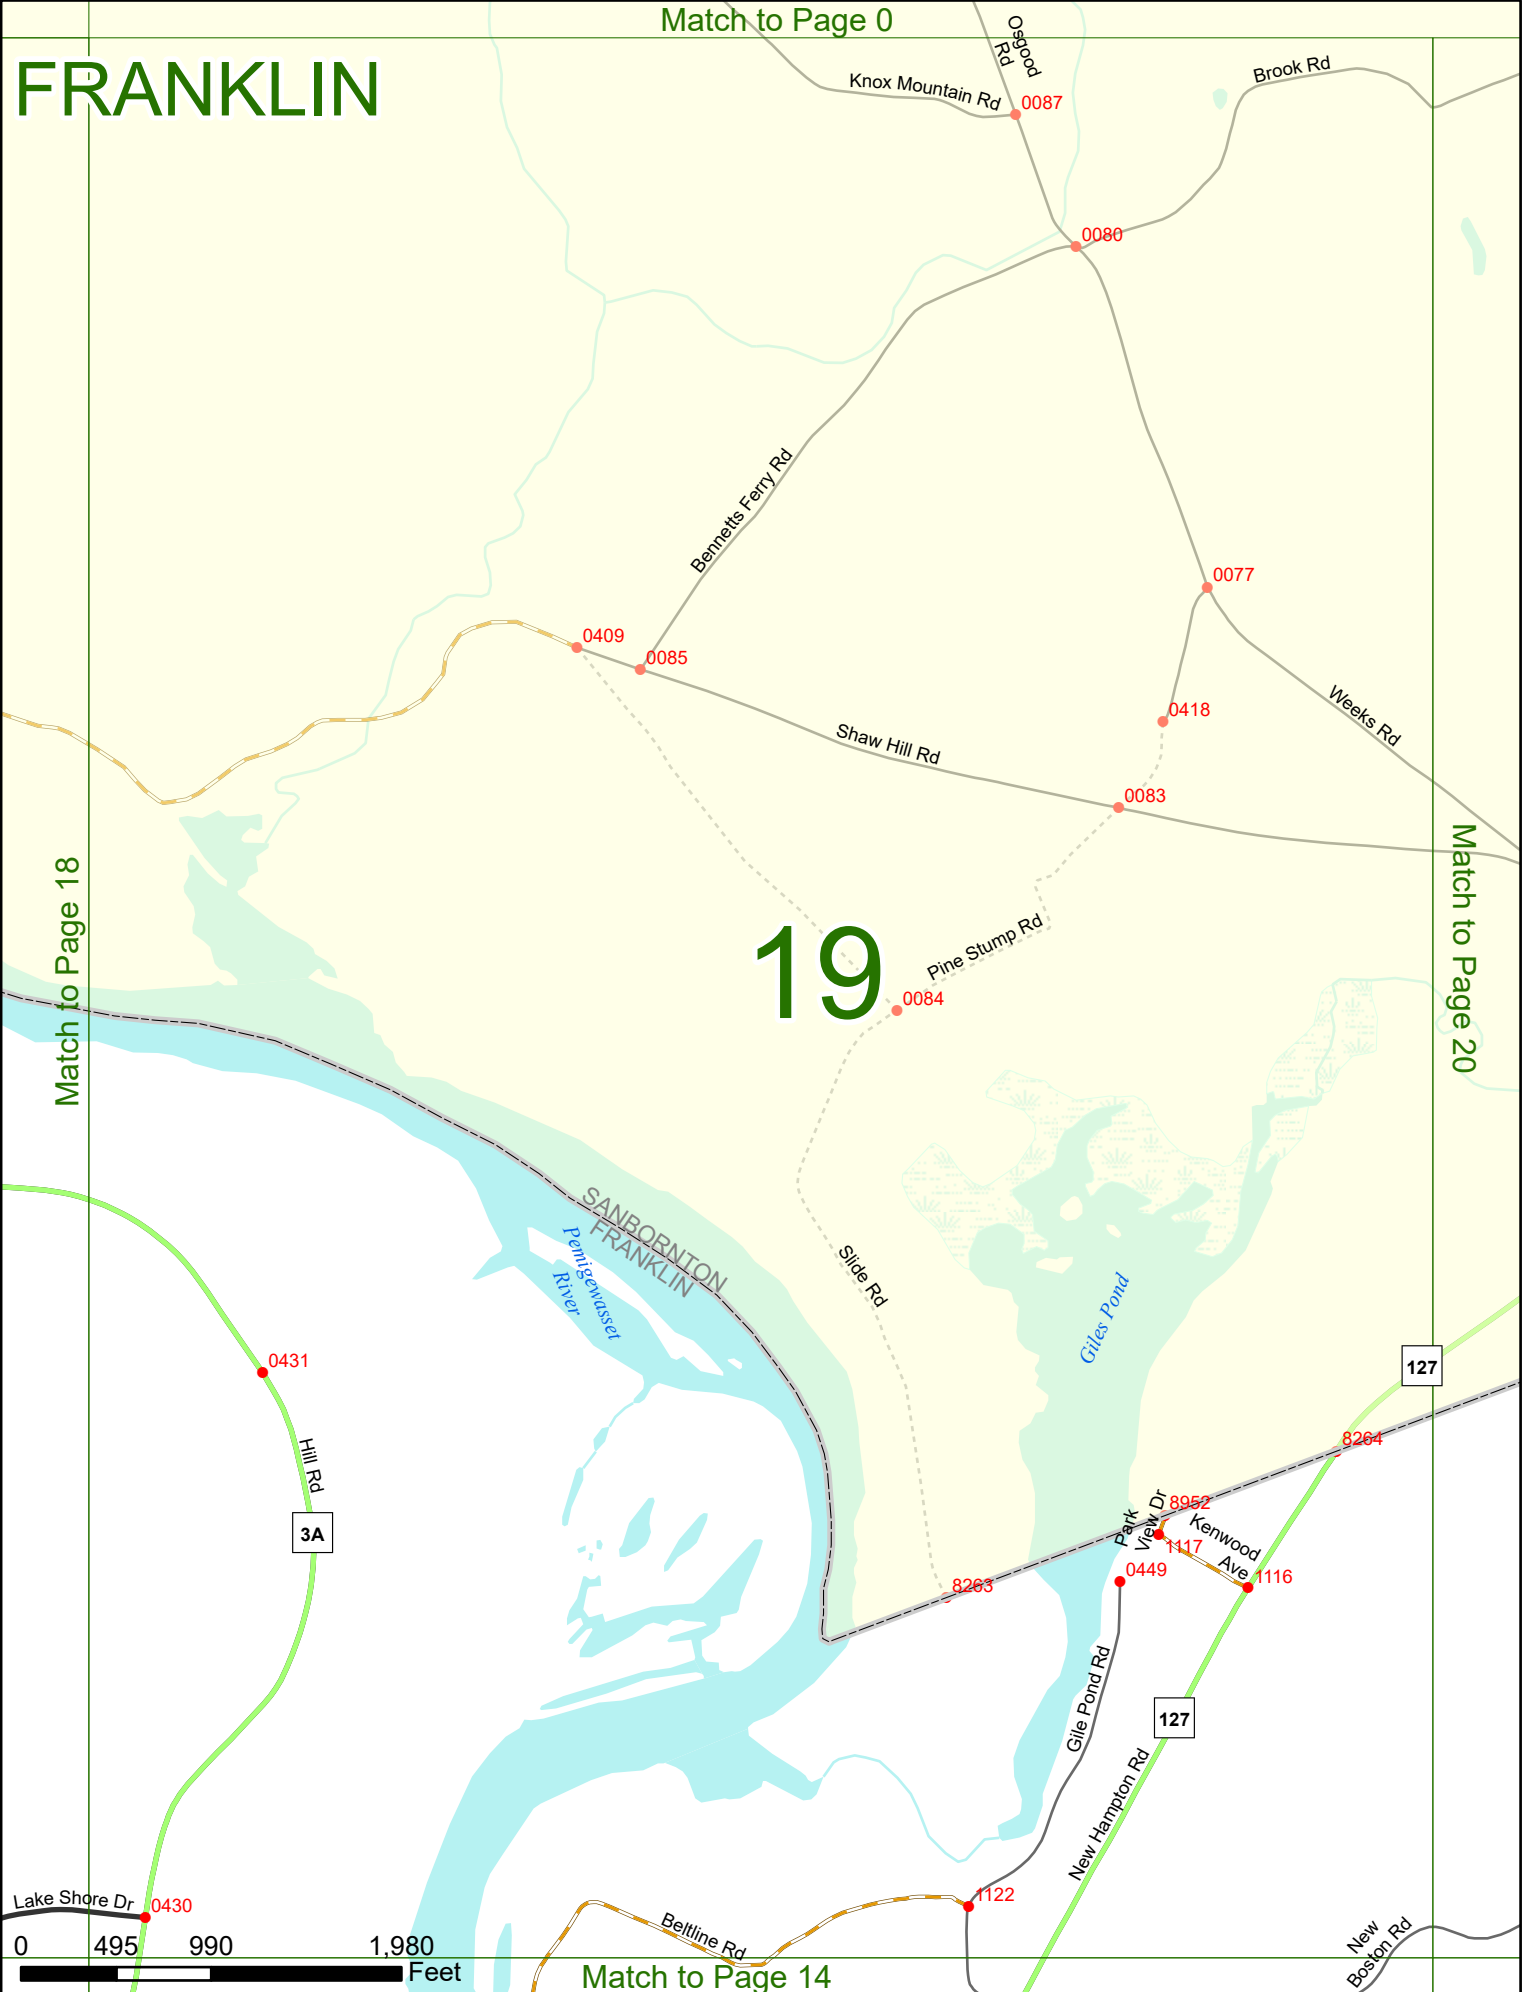 Match to Page 0
FRANKLIN
Osgood
Rd
Knox Mountain Rd
0087
Brook Rd
0080
Bennetts Ferry Rd
0077
0409
0085
0418
Weeks Rd
Shaw Hill Rd
0083
Match to Page 18
Match to Page 20
19
Pine Stump Rd
0084
SANBORNTON
FRANKLIN
Pemigewasset
River
Slide Rd
Giles Pond
127
0431
8264
Hill Rd
3A
Park
View Dr
8952
Kenwood
Ave
1117
0449
1116
8263
Gile Pond Rd
127
New Hampton Rd
Lake Shore Dr
0430
1122
Beltline Rd
New
Boston Rd
0 495 990 1,980
Feet
Match to Page 14